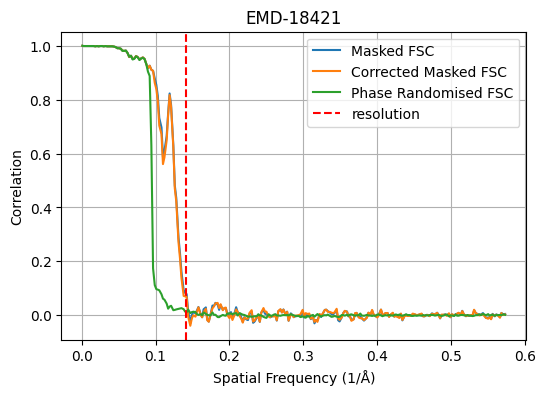 EMD-18421
Masked FSC
Corrected Masked FSC
Phase Randomised FSC
resolution
1.0
0.8
0.6
0.4
0.2
0.0
Correlation
0.0 0.1 0.2 0.3 0.4 0.5 0.6
Spatial Frequency (1/Å)